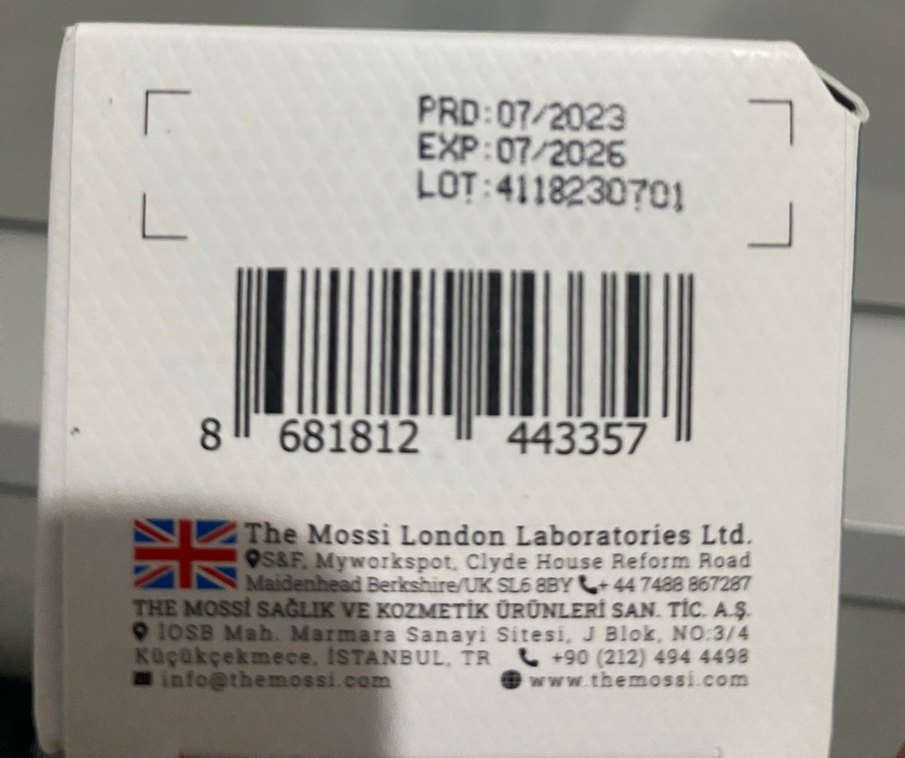 PRD:07/2023
EXP:07/2026
LOT:4118230701
8 681812 443357
The Mossi London Laboratories Ltd.
S&F, Myworkspot, Clyde House Reform Road
Maidenhead Berkshire/UK SL6 8BY + 44 7488 867287
THE MOSSİ SAĞLIK VE KOZMETİK ÜRÜNLERİ SAN. TİC. A.Ş.
İOSB Mah. Marmara Sanayi Sitesi, J Blok, NO:3/4
Küçükçekmece, İSTANBUL, TR +90 (212) 494 4498
info@themossi.com www.themossi.com